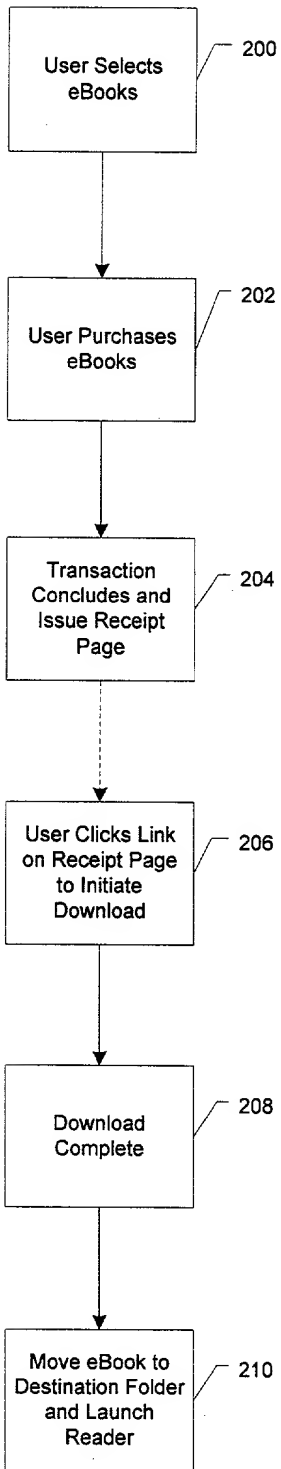 User Selects
eBooks
200
User Purchases
eBooks
202
Transaction
Concludes and
Issue Receipt
Page
204
User Clicks Link
on Receipt Page
to Initiate
Download
206
Download
Complete
208
Move eBook to
Destination Folder
and Launch
Reader
210